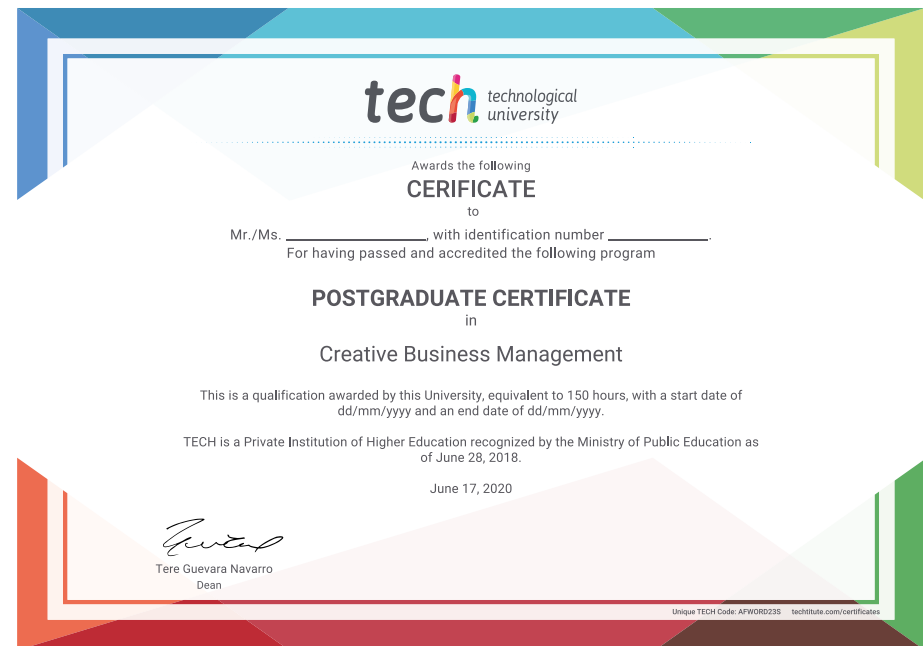 tech technological
university
Awards the following
CERIFICATE
to
Mr./Ms. ____________________, with identification number ______________.
For having passed and accredited the following program
POSTGRADUATE CERTIFICATE
in
Creative Business Management
This is a qualification awarded by this University, equivalent to 150 hours, with a start date of
dd/mm/yyyy and an end date of dd/mm/yyyy.
TECH is a Private Institution of Higher Education recognized by the Ministry of Public Education as
of June 28, 2018.
June 17, 2020
Tere Guevara Navarro
Dean
Unique TECH Code: AFWORD23S techtitute.com/certificates